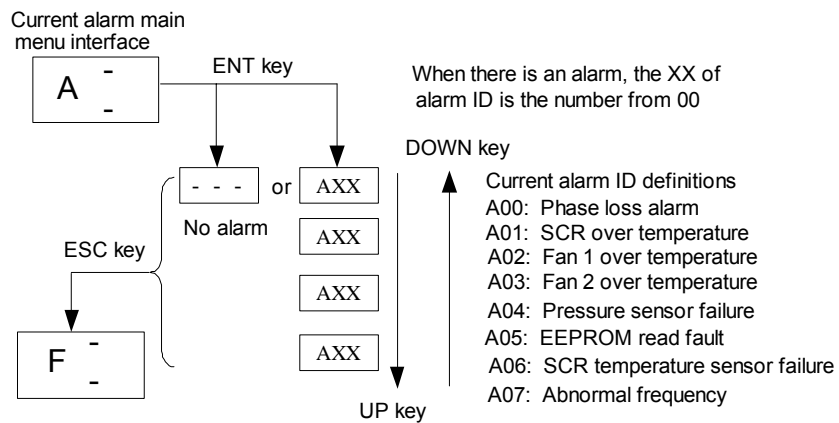 Current alarm main
menu interface
A - -
ENT key
When there is an alarm, the XX of
alarm ID is the number from 00
DOWN key
- - - or AXX
No alarm
AXX
AXX
AXX
ESC key
F - -
UP key
Current alarm ID definitions
A00: Phase loss alarm
A01: SCR over temperature
A02: Fan 1 over temperature
A03: Fan 2 over temperature
A04: Pressure sensor failure
A05: EEPROM read fault
A06: SCR temperature sensor failure
A07: Abnormal frequency